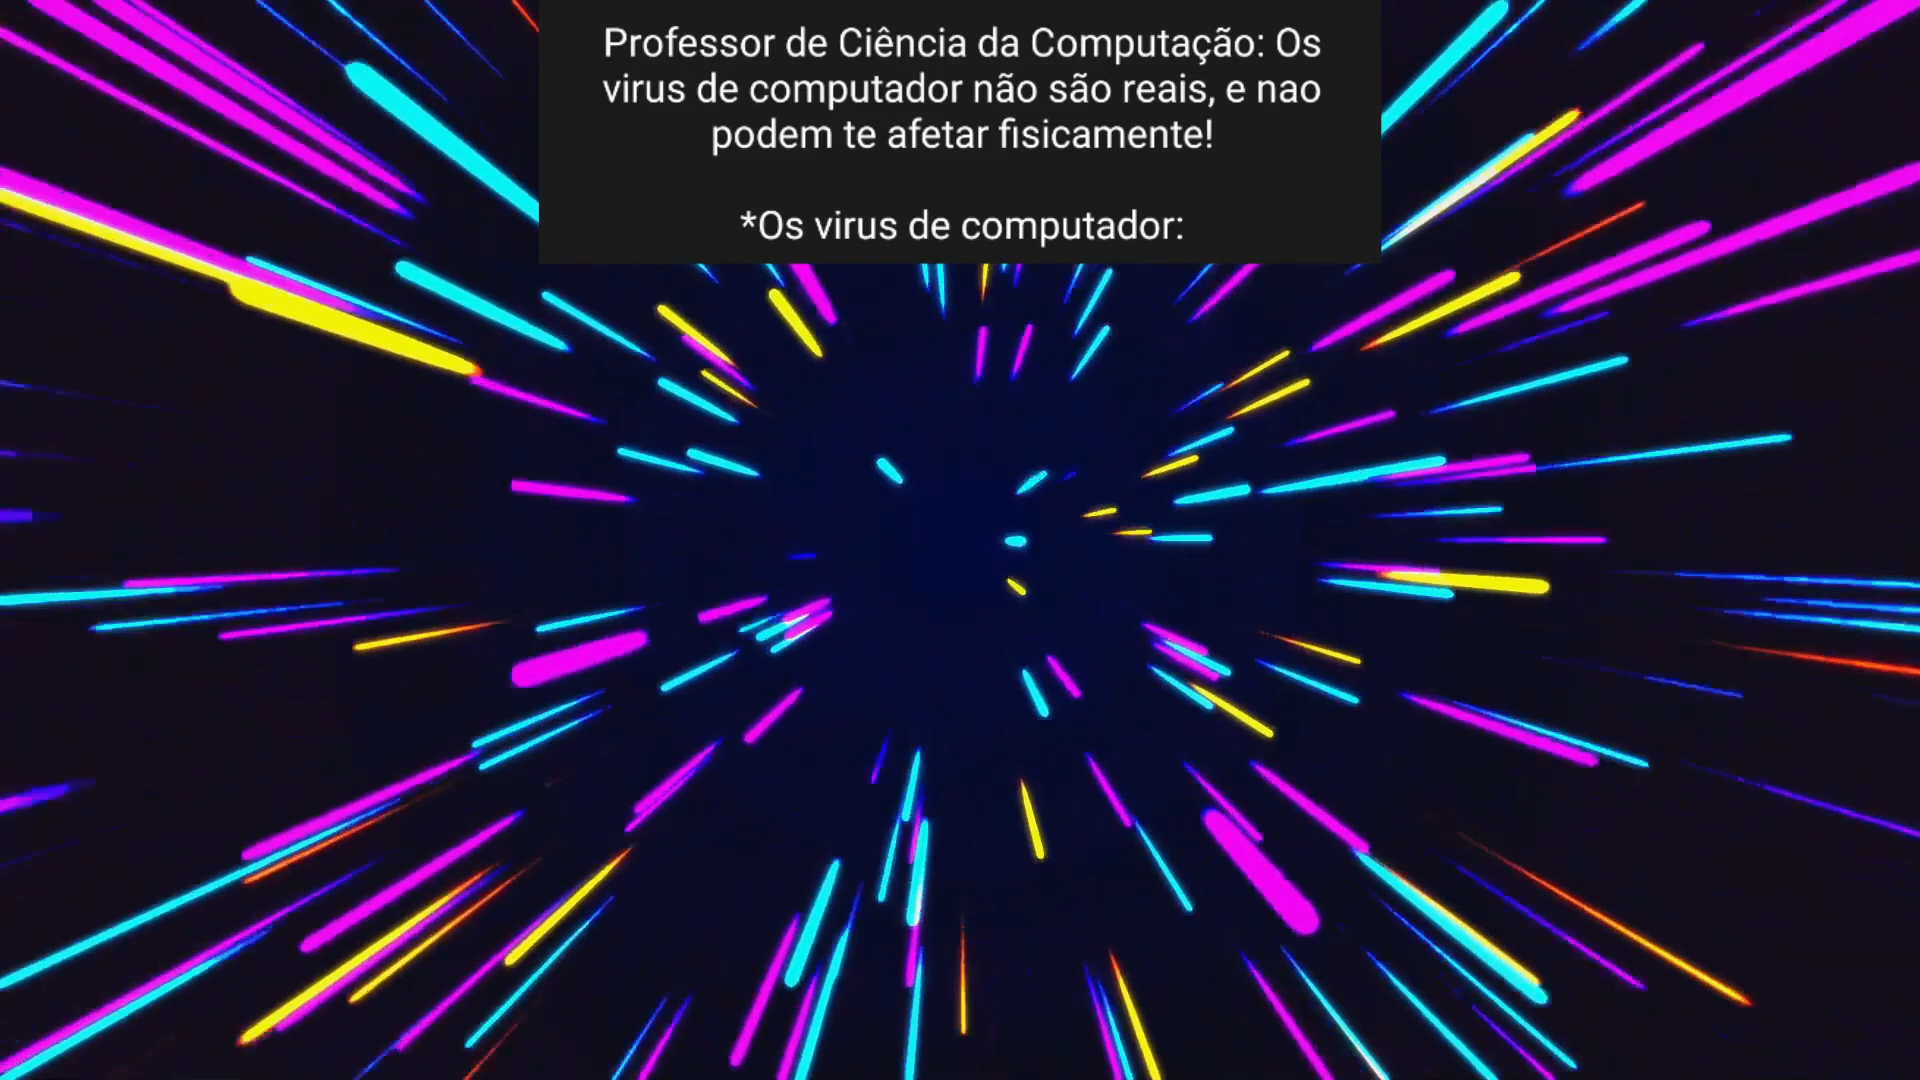 Professor de Ciência da Computação: Os
virus de computador não são reais, e nao
podem te afetar fisicamente!
*Os virus de computador: